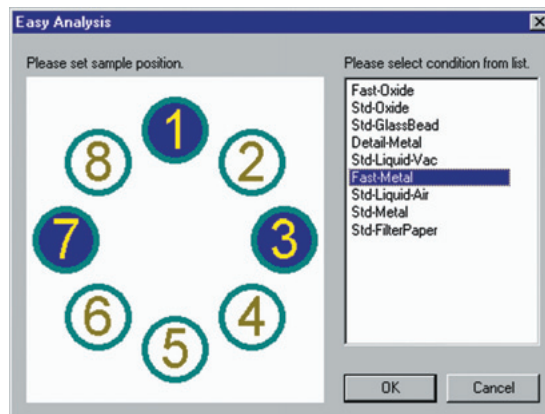 Easy Analysis
Please set sample position.
1
2
3
4
5
6
7
8
Please select condition from list.
Fast-Oxide
Std-Oxide
Std-GlassBead
Detail-Metal
Std-Liquid-Vac
Fast-Metal
Std-Liquid-Air
Std-Metal
Std-FilterPaper
OK
Cancel